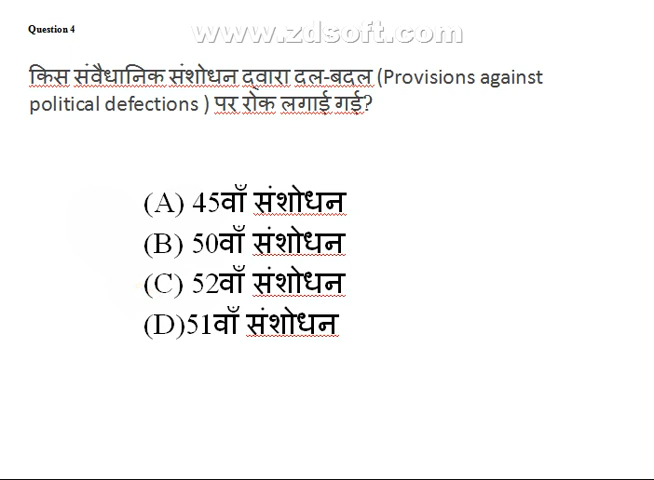 Question 4
www.zdsoft.com
किस संवैधानिक संशोधन द्वारा दल-बदल (Provisions against
political defections ) पर रोक लगाई गई?
(A) 45वाँ संशोधन
(B) 50वाँ संशोधन
(C) 52वाँ संशोधन
(D)51वाँ संशोधन